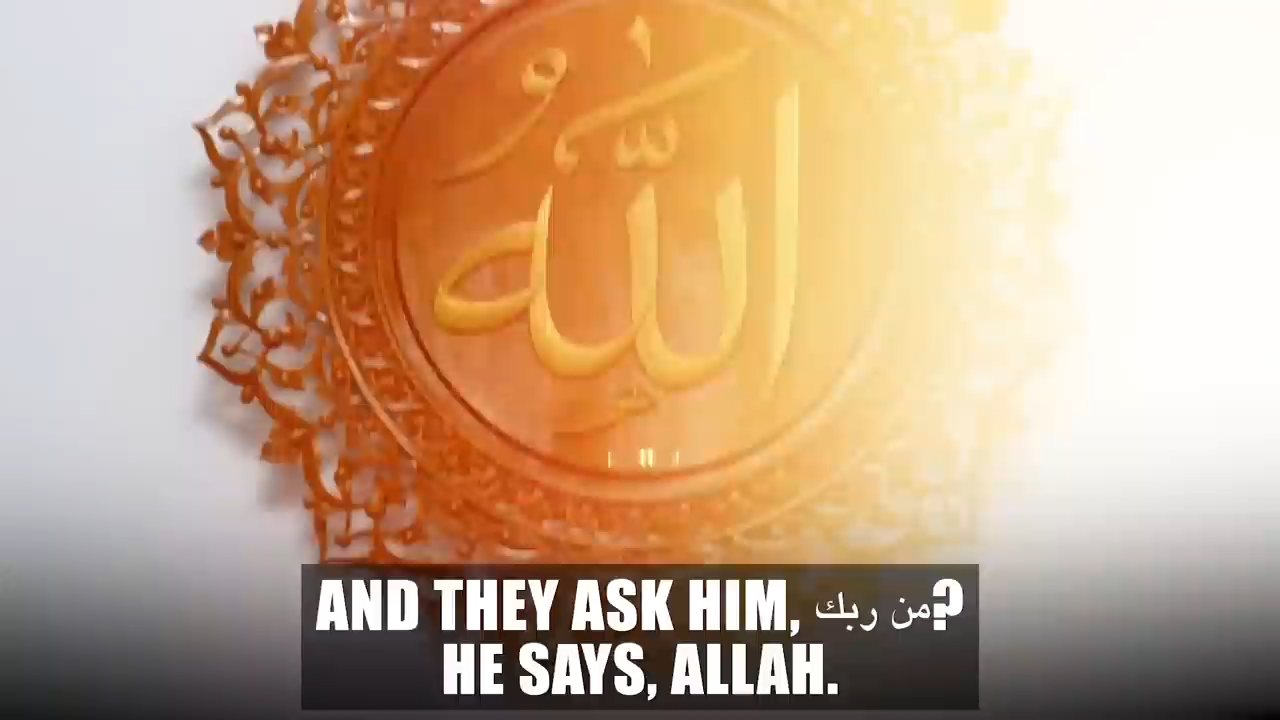 الله
AND THEY ASK HIM, من ربك?
HE SAYS, ALLAH.